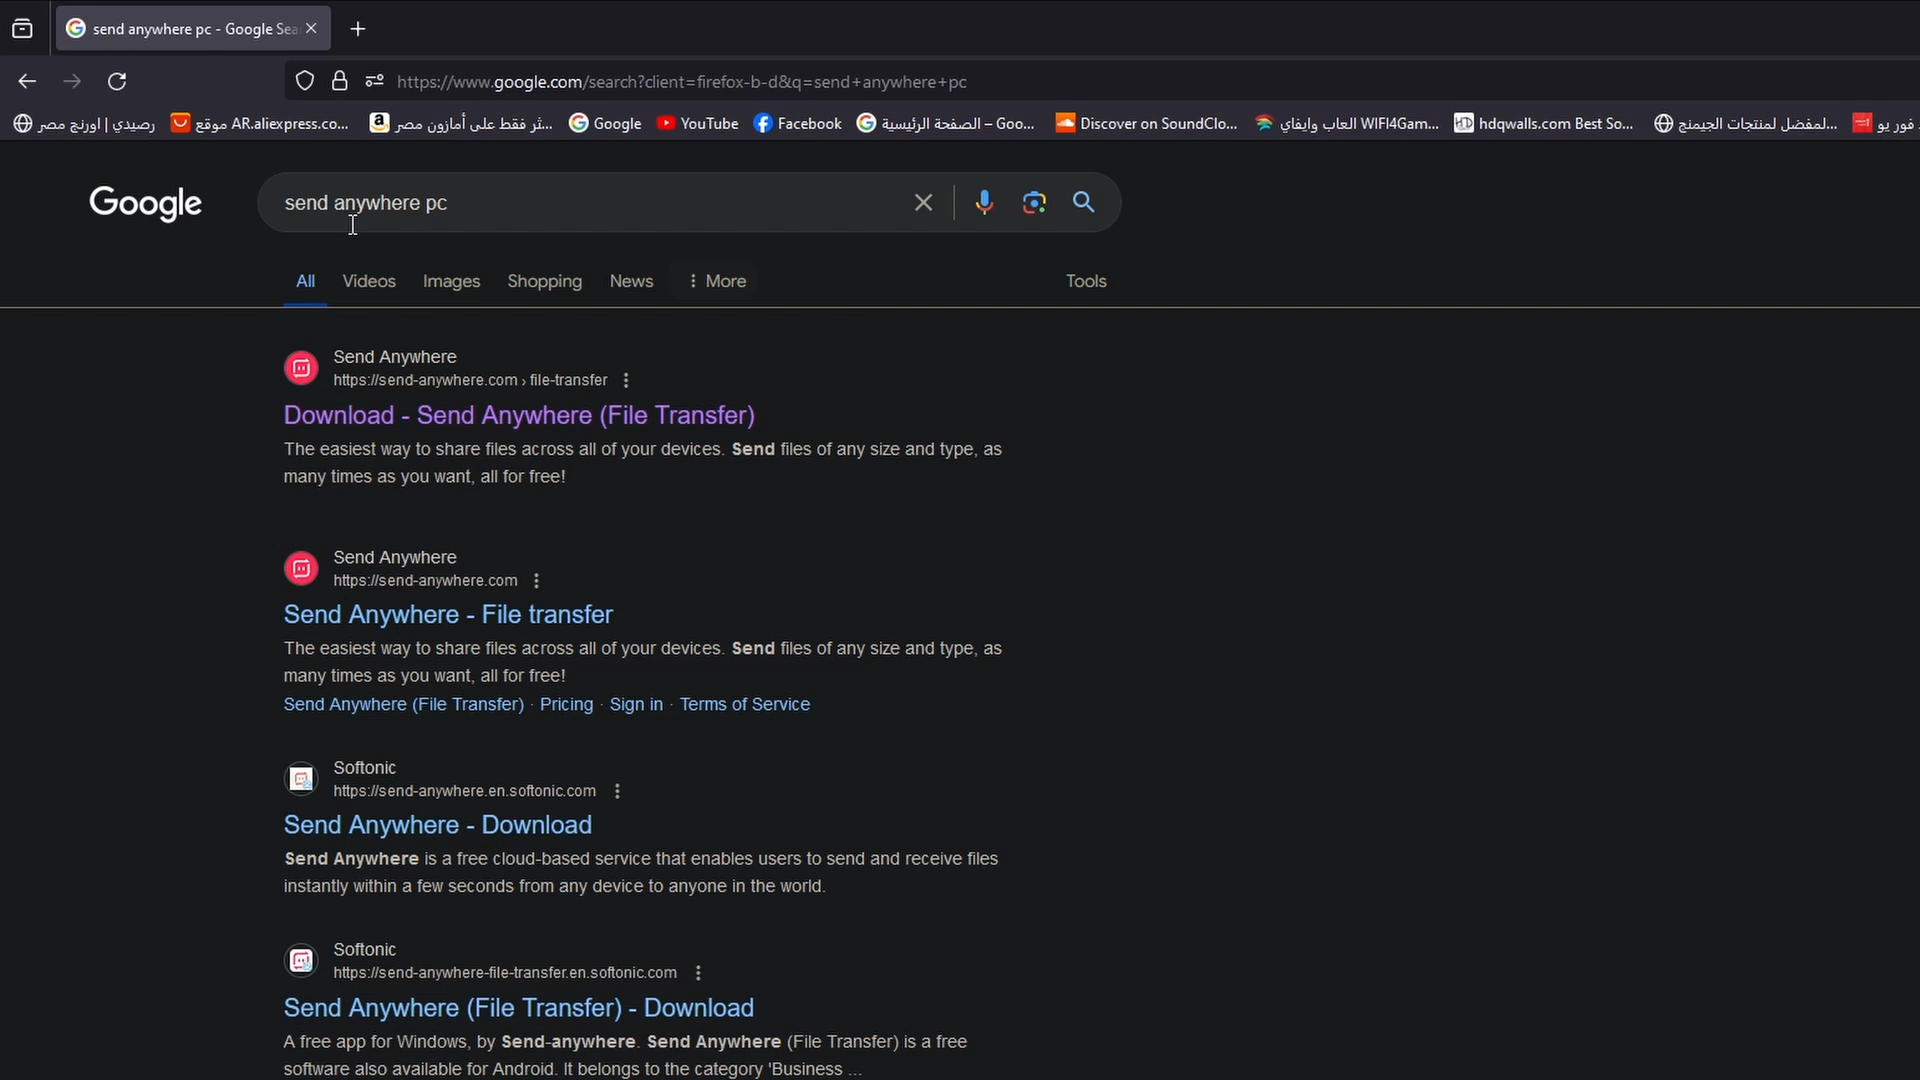 send anywhere pc - Google Sea
https://www.google.com/search?client=firefox-b-d&q=send+anywhere+pc
رصيدي | اورنج مصر
موقع AR.aliexpress.co...
...ثر فقط على أمازون مصر
Google
YouTube
Facebook
الصفحة الرئيسية – Goo...
Discover on SoundClo...
العاب وايفاي WIFI4Gam...
hdqwalls.com Best So...
...لمفضل لمنتجات الجيمنج
فور يو
Google
send anywhere pc
All Videos Images Shopping News More Tools
Send Anywhere
https://send-anywhere.com › file-transfer
Download - Send Anywhere (File Transfer)
The easiest way to share files across all of your devices. Send files of any size and type, as
many times as you want, all for free!
Send Anywhere
https://send-anywhere.com
Send Anywhere - File transfer
The easiest way to share files across all of your devices. Send files of any size and type, as
many times as you want, all for free!
Send Anywhere (File Transfer) · Pricing · Sign in · Terms of Service
Softonic
https://send-anywhere.en.softonic.com
Send Anywhere - Download
Send Anywhere is a free cloud-based service that enables users to send and receive files
instantly within a few seconds from any device to anyone in the world.
Softonic
https://send-anywhere-file-transfer.en.softonic.com
Send Anywhere (File Transfer) - Download
A free app for Windows, by Send-anywhere. Send Anywhere (File Transfer) is a free
software also available for Android. It belongs to the category 'Business ...